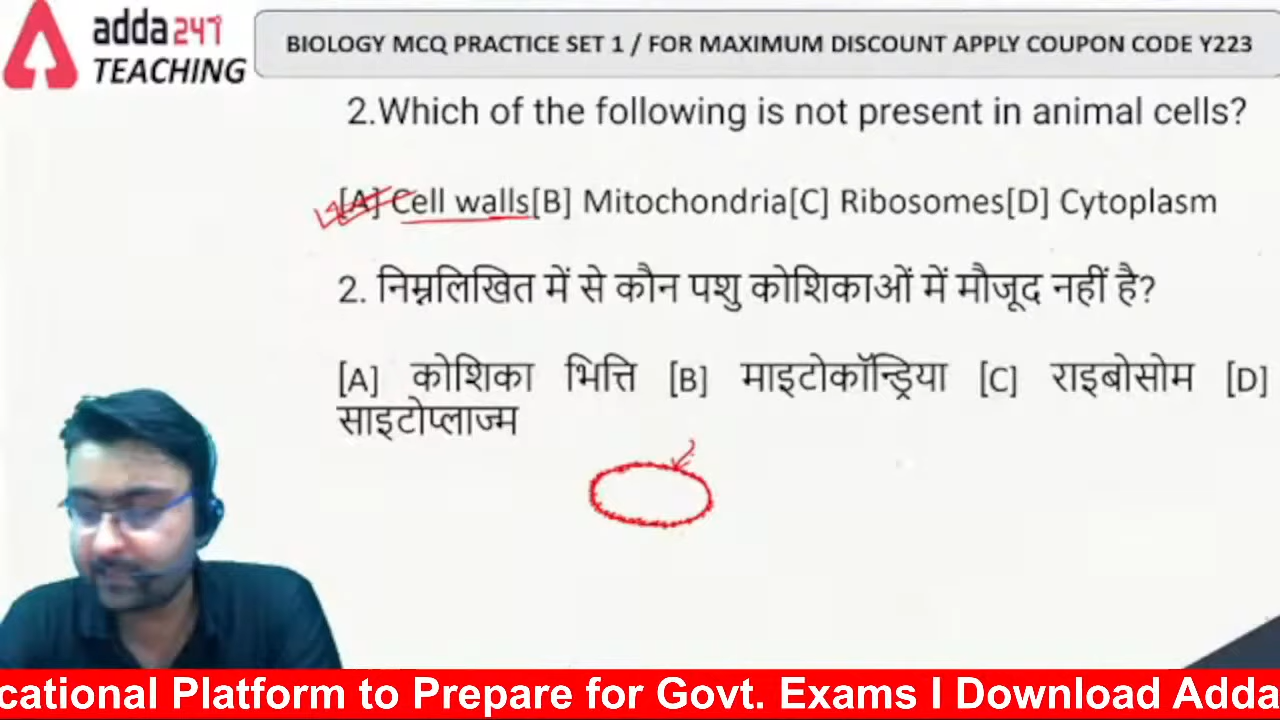 adda247
TEACHING
BIOLOGY MCQ PRACTICE SET 1 / FOR MAXIMUM DISCOUNT APPLY COUPON CODE Y223
2.Which of the following is not present in animal cells?
[A] Cell walls[B] Mitochondria[C] Ribosomes[D] Cytoplasm
2. निम्नलिखित में से कौन पशु कोशिकाओं में मौजूद नहीं है?
[A] कोशिका भित्ति [B] माइटोकॉन्ड्रिया [C] राइबोसोम [D]
साइटोप्लाज्म
cational Platform to Prepare for Govt. Exams I Download Adda